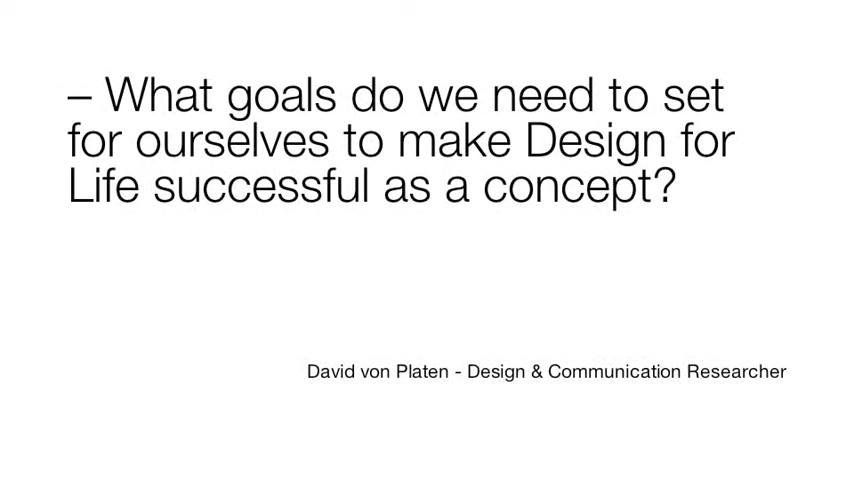 – What goals do we need to set
for ourselves to make Design for
Life successful as a concept?
David von Platen - Design & Communication Researcher